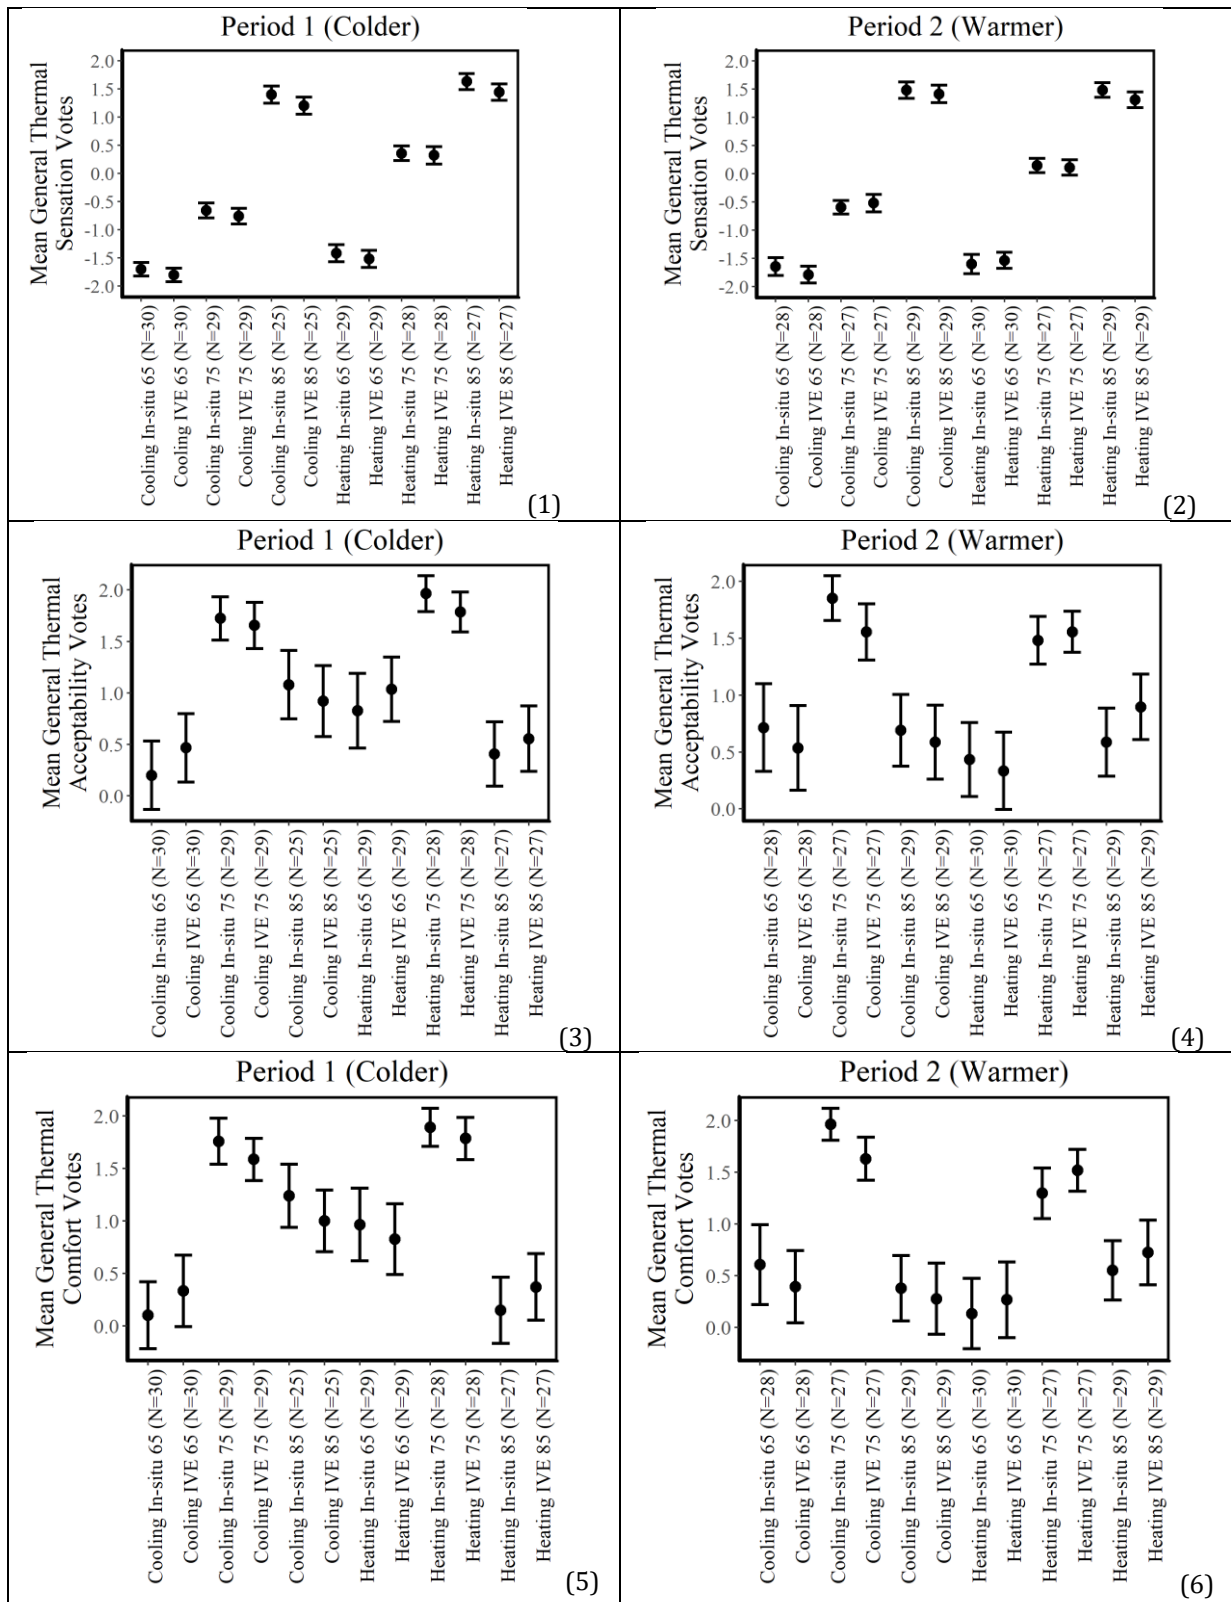 Period 1 (Colder)
Mean General Thermal
Sensation Votes
2.0
1.5
1.0
0.5
0.0
-0.5
-1.0
-1.5
-2.0
Cooling In-situ 65 (N=30)
Cooling IVE 65 (N=30)
Cooling In-situ 75 (N=29)
Cooling IVE 75 (N=29)
Cooling In-situ 85 (N=25)
Cooling IVE 85 (N=25)
Heating In-situ 65 (N=29)
Heating IVE 65 (N=29)
Heating In-situ 75 (N=28)
Heating IVE 75 (N=28)
Heating In-situ 85 (N=27)
Heating IVE 85 (N=27)
(1)
Period 2 (Warmer)
Mean General Thermal
Sensation Votes
2.0
1.5
1.0
0.5
0.0
-0.5
-1.0
-1.5
-2.0
Cooling In-situ 65 (N=28)
Cooling IVE 65 (N=28)
Cooling In-situ 75 (N=27)
Cooling IVE 75 (N=27)
Cooling In-situ 85 (N=29)
Cooling IVE 85 (N=29)
Heating In-situ 65 (N=30)
Heating IVE 65 (N=30)
Heating In-situ 75 (N=27)
Heating IVE 75 (N=27)
Heating In-situ 85 (N=29)
Heating IVE 85 (N=29)
(2)
Period 1 (Colder)
Mean General Thermal
Acceptability Votes
2.0
1.5
1.0
0.5
0.0
Cooling In-situ 65 (N=30)
Cooling IVE 65 (N=30)
Cooling In-situ 75 (N=29)
Cooling IVE 75 (N=29)
Cooling In-situ 85 (N=25)
Cooling IVE 85 (N=25)
Heating In-situ 65 (N=29)
Heating IVE 65 (N=29)
Heating In-situ 75 (N=28)
Heating IVE 75 (N=28)
Heating In-situ 85 (N=27)
Heating IVE 85 (N=27)
(3)
Period 2 (Warmer)
Mean General Thermal
Acceptability Votes
2.0
1.5
1.0
0.5
0.0
Cooling In-situ 65 (N=28)
Cooling IVE 65 (N=28)
Cooling In-situ 75 (N=27)
Cooling IVE 75 (N=27)
Cooling In-situ 85 (N=29)
Cooling IVE 85 (N=29)
Heating In-situ 65 (N=30)
Heating IVE 65 (N=30)
Heating In-situ 75 (N=27)
Heating IVE 75 (N=27)
Heating In-situ 85 (N=29)
Heating IVE 85 (N=29)
(4)
Period 1 (Colder)
Mean General Thermal
Comfort Votes
2.0
1.5
1.0
0.5
0.0
Cooling In-situ 65 (N=30)
Cooling IVE 65 (N=30)
Cooling In-situ 75 (N=29)
Cooling IVE 75 (N=29)
Cooling In-situ 85 (N=25)
Cooling IVE 85 (N=25)
Heating In-situ 65 (N=29)
Heating IVE 65 (N=29)
Heating In-situ 75 (N=28)
Heating IVE 75 (N=28)
Heating In-situ 85 (N=27)
Heating IVE 85 (N=27)
(5)
Period 2 (Warmer)
Mean General Thermal
Comfort Votes
2.0
1.5
1.0
0.5
0.0
Cooling In-situ 65 (N=28)
Cooling IVE 65 (N=28)
Cooling In-situ 75 (N=27)
Cooling IVE 75 (N=27)
Cooling In-situ 85 (N=29)
Cooling IVE 85 (N=29)
Heating In-situ 65 (N=30)
Heating IVE 65 (N=30)
Heating In-situ 75 (N=27)
Heating IVE 75 (N=27)
Heating In-situ 85 (N=29)
Heating IVE 85 (N=29)
(6)